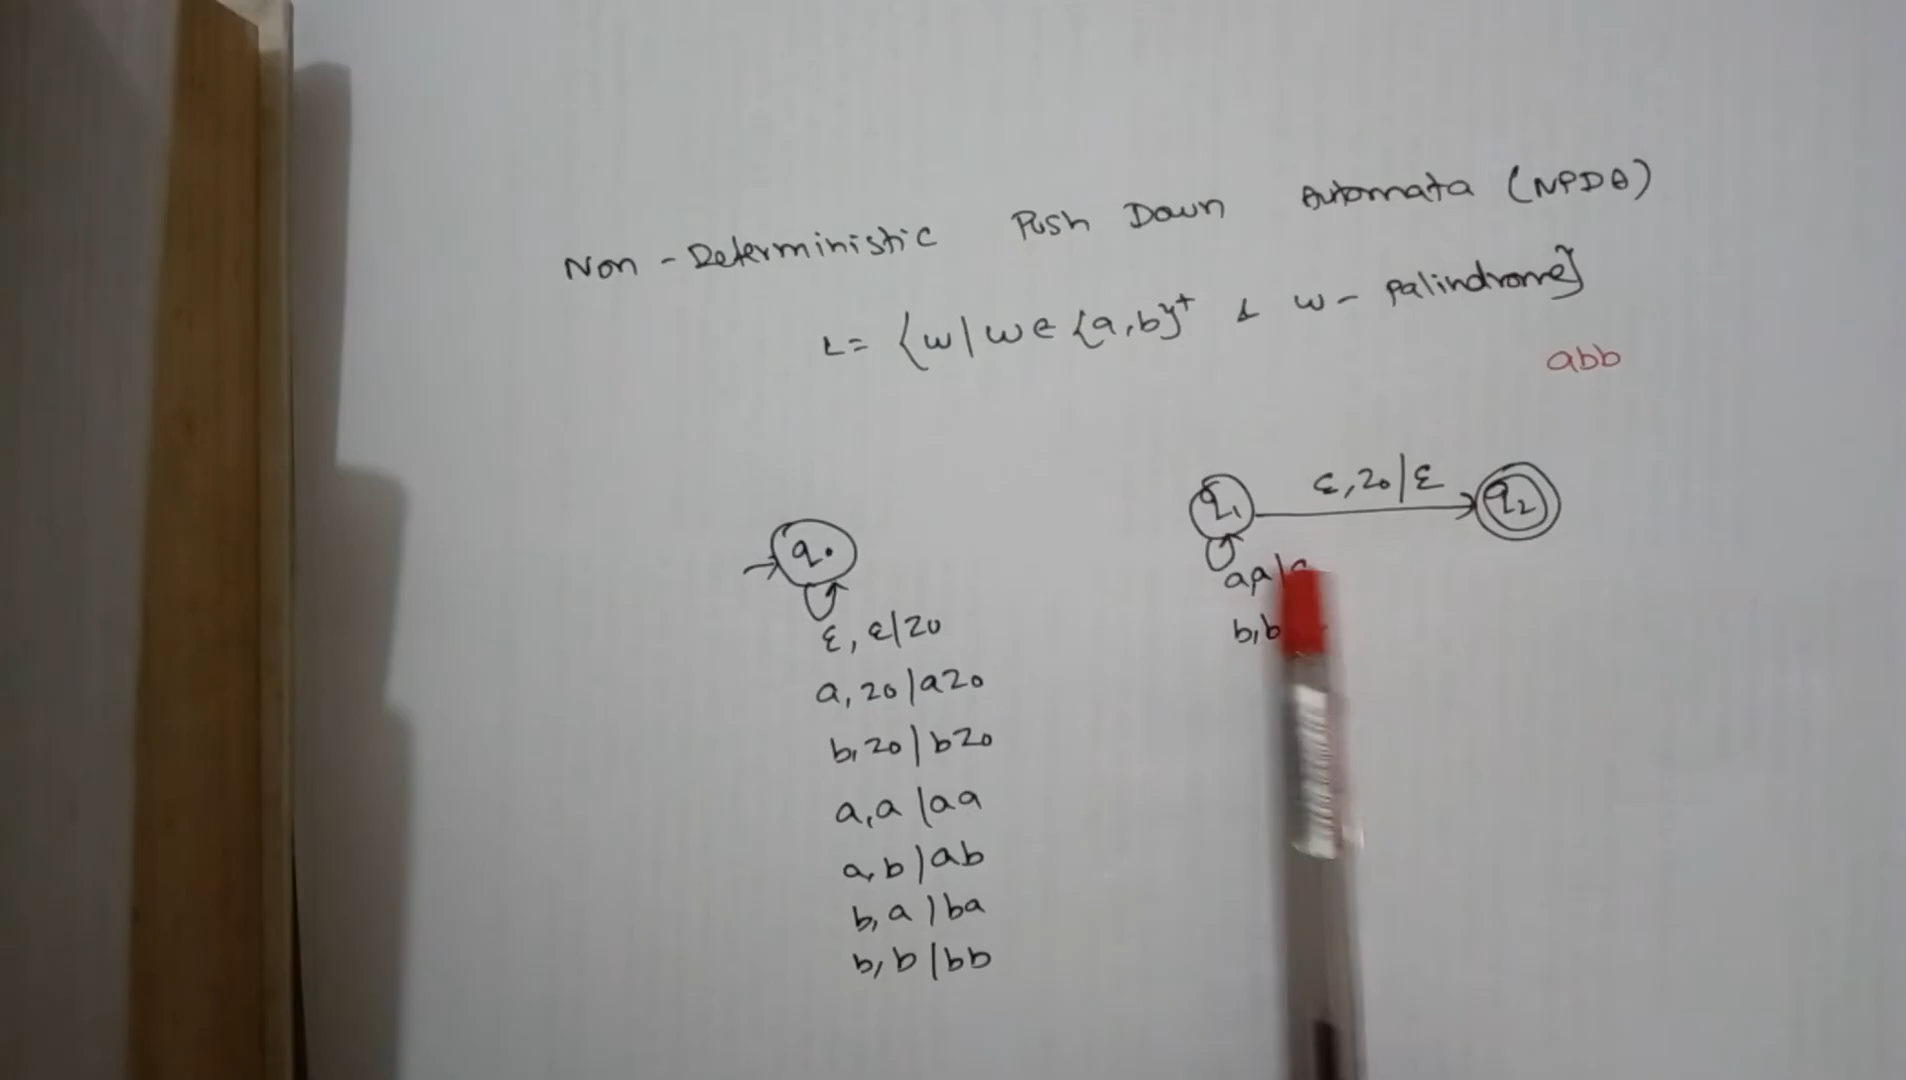 Non - Deterministic Push Down Automata (NPDA)
L = {w | w ∈ {a,b}⁺ & w - Palindrome}
abb
ε, z0 | ε
q1
q2
q0
a,a |
b,b
ε, ε | z0
a, z0 | az0
b, z0 | bz0
a, a | aa
a, b | ab
b, a | ba
b, b | bb